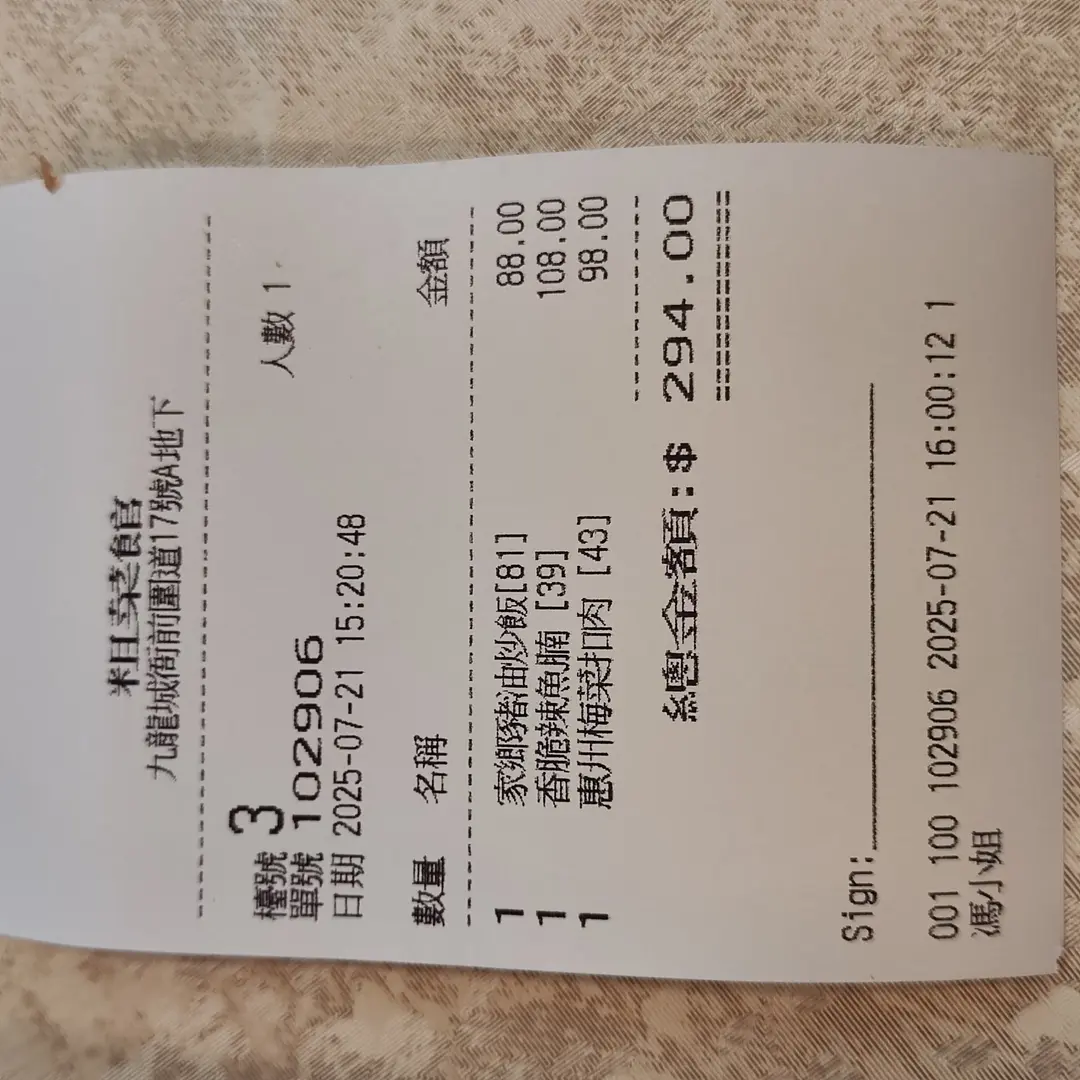 粗菜食官
九龍城衙前圍道17號A地下
檯號 3
單號 102906 人數 1
日期 2025-07-21 15:20:48
數量 名稱 金額
1 家鄉豬油炒飯[81] 88.00
1 香脆辣魚腩 [39] 108.00
1 惠州梅菜扣肉 [43] 98.00
總金額:$ 294.00
Sign:
001 100 102906 2025-07-21 16:00:12 1
馮小姐